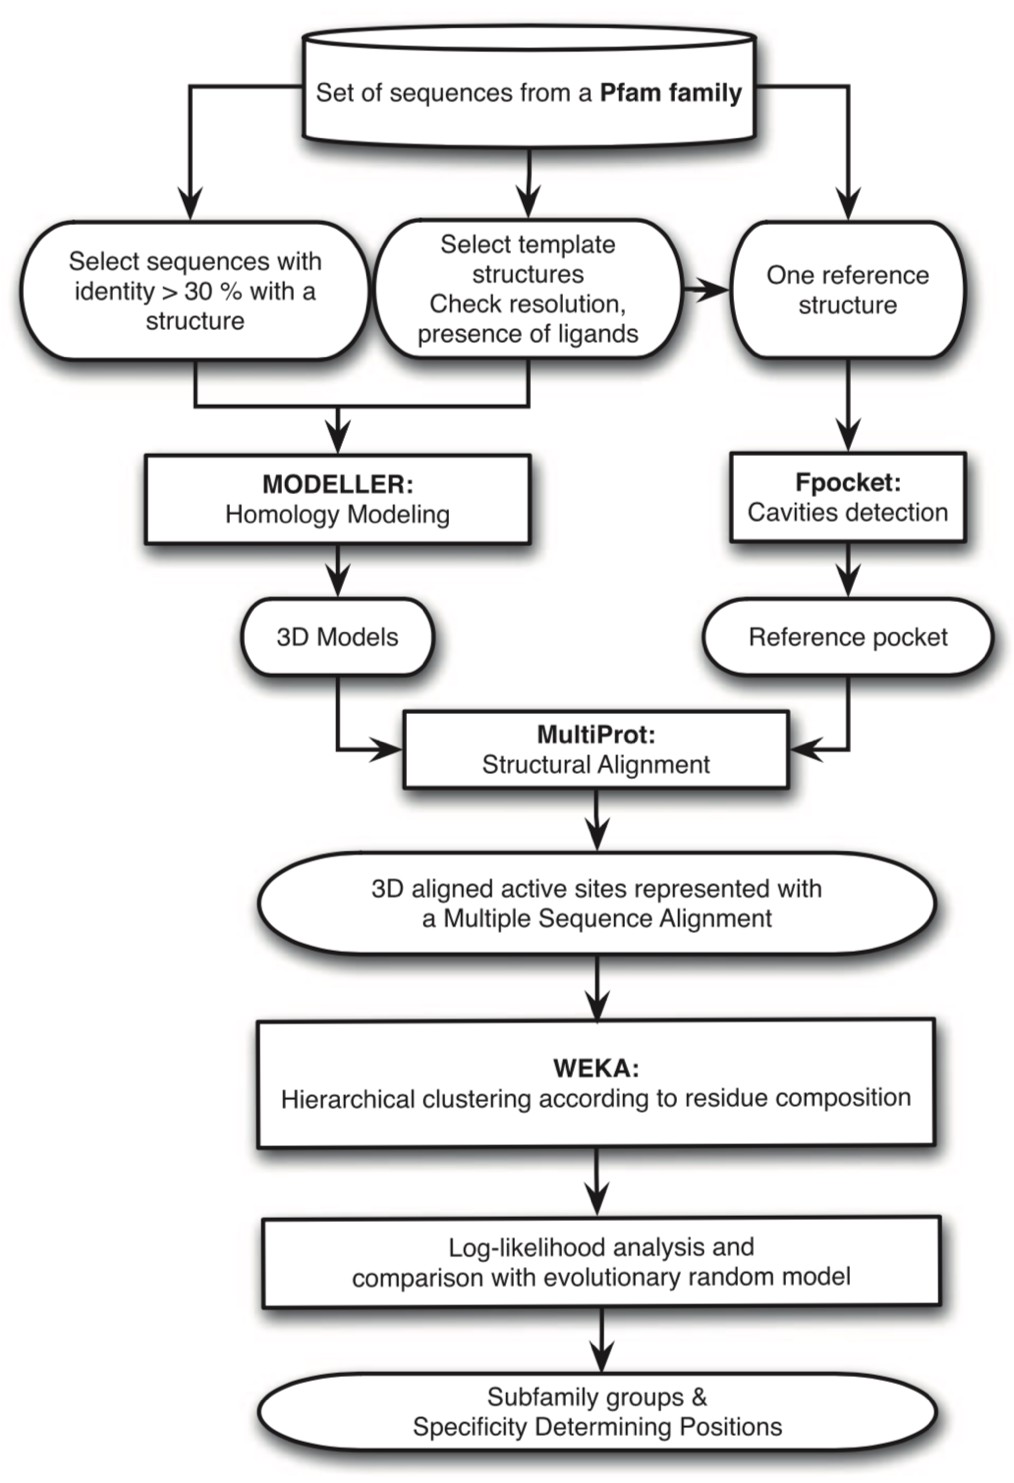 Set of sequences from a Pfam family
Select sequences with
identity > 30 % with a
structure
Select template
structures
Check resolution,
presence of ligands
One reference
structure
MODELLER:
Homology Modeling
Fpocket:
Cavities detection
3D Models
Reference pocket
MultiProt:
Structural Alignment
3D aligned active sites represented with
a Multiple Sequence Alignment
WEKA:
Hierarchical clustering according to residue composition
Log-likelihood analysis and
comparison with evolutionary random model
Subfamily groups &
Specificity Determining Positions